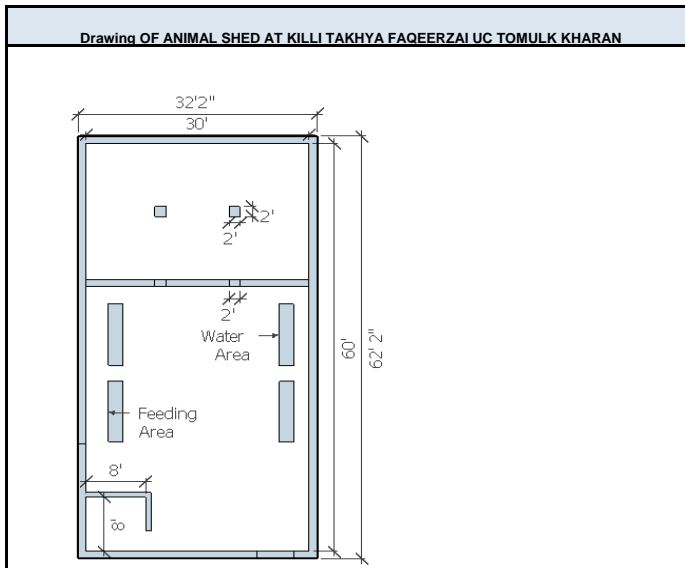 Drawing OF ANIMAL SHED AT KILLI TAKHYA FAQEERZAI UC TOMULK KHARAN
32'2"
30'
2'
2'
2'
Water
Area
60'
62' 2"
Feeding
Area
8'
8'